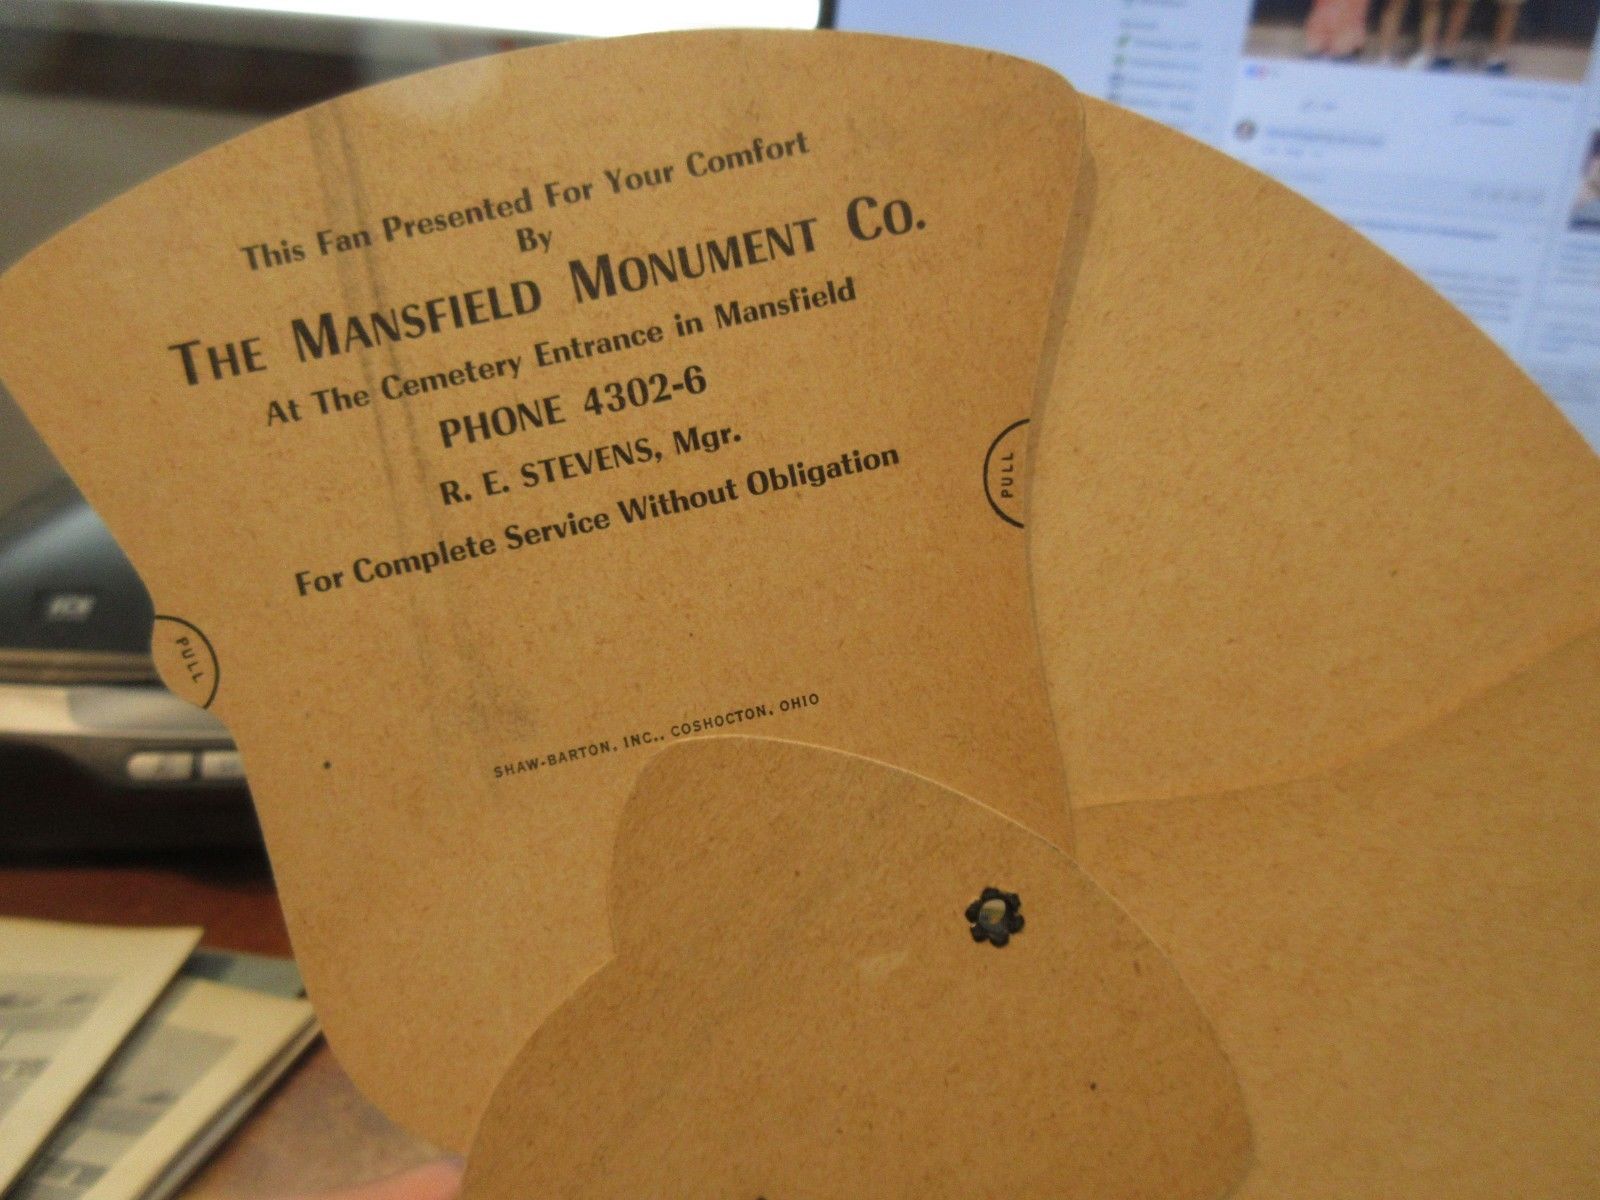 This Fan Presented For Your Comfort
By
THE MANSFIELD MONUMENT CO.
At The Cemetery Entrance in Mansfield
PHONE 4302-6
R. E. STEVENS, Mgr.
For Complete Service Without Obligation
PULL
PULL
SHAW-BARTON, INC., COSHOCTON, OHIO